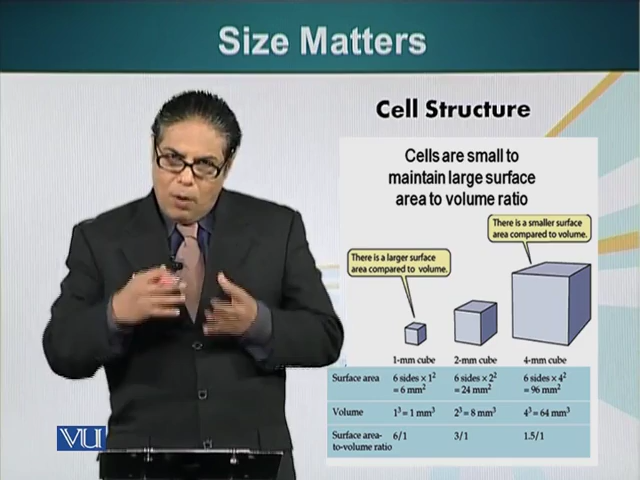 Size Matters
Cell Structure
Cells are small to
maintain large surface
area to volume ratio
There is a smaller surface
area compared to volume.
There is a larger surface
area compared to volume.
1-mm cube 2-mm cube 4-mm cube
Surface area 6 sides × 1² 6 sides × 2² 6 sides × 4²
= 6 mm² = 24 mm² = 96 mm²
Volume 1³ = 1 mm³ 2³ = 8 mm³ 4³ = 64 mm³
Surface area- 6/1 3/1 1.5/1
to-volume ratio
VU